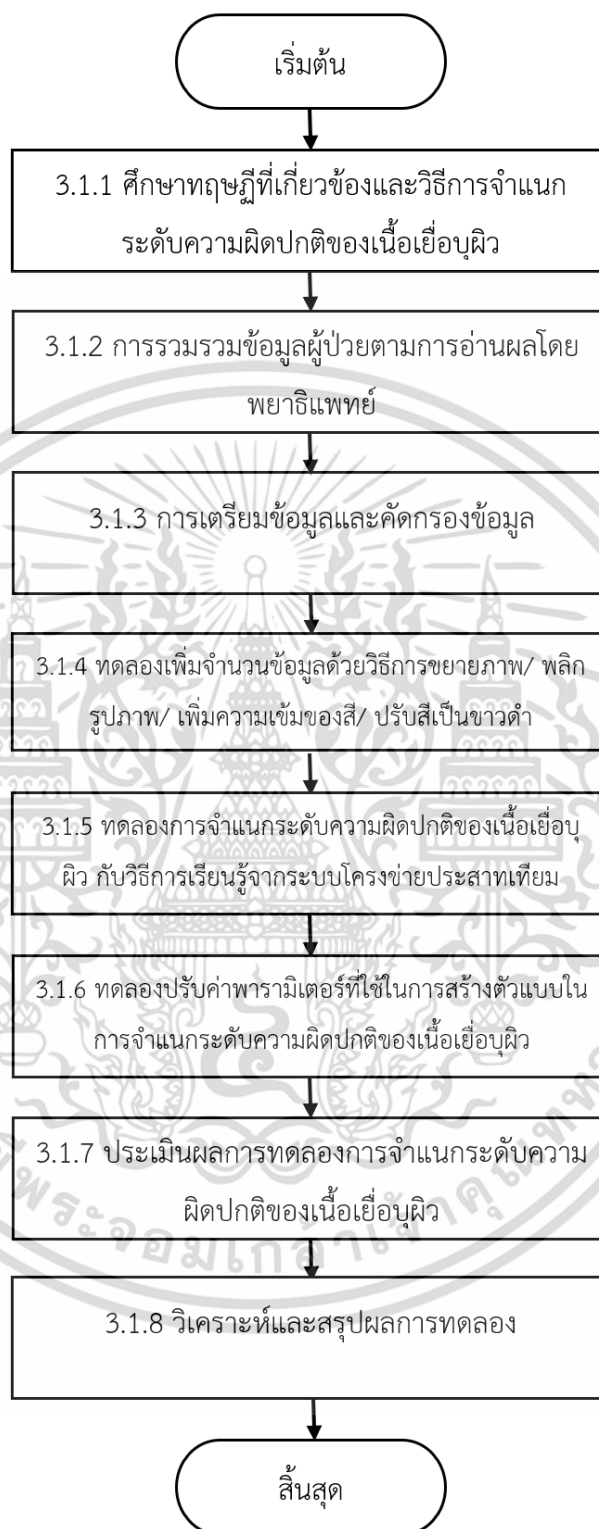 เริ่มต้น
3.1.1 ศึกษาทฤษฎีที่เกี่ยวข้องและวิธีการจำแนก
ระดับความผิดปกติของเนื้อเยื่อบุผิว
3.1.2 การรวมรวมข้อมูลผู้ป่วยตามการอ่านผลโดย
พยาธิแพทย์
3.1.3 การเตรียมข้อมูลและคัดกรองข้อมูล
3.1.4 ทดลองเพิ่มจำนวนข้อมูลด้วยวิธีการขยายภาพ/ พลิก
รูปภาพ/ เพิ่มความเข้มของสี/ ปรับสีเป็นขาวดำ
3.1.5 ทดลองการจำแนกระดับความผิดปกติของเนื้อเยื่อบุ
ผิว กับวิธีการเรียนรู้จากระบบโครงข่ายประสาทเทียม
3.1.6 ทดลองปรับค่าพารามิเตอร์ที่ใช้ในการสร้างตัวแบบใน
การจำแนกระดับความผิดปกติของเนื้อเยื่อบุผิว
3.1.7 ประเมินผลการทดลองการจำแนกระดับความ
ผิดปกติของเนื้อเยื่อบุผิว
พระจอมเกล้าเจ้าคุณ
3.1.8 วิเคราะห์และสรุปผลการทดลอง
สิ้นสุด